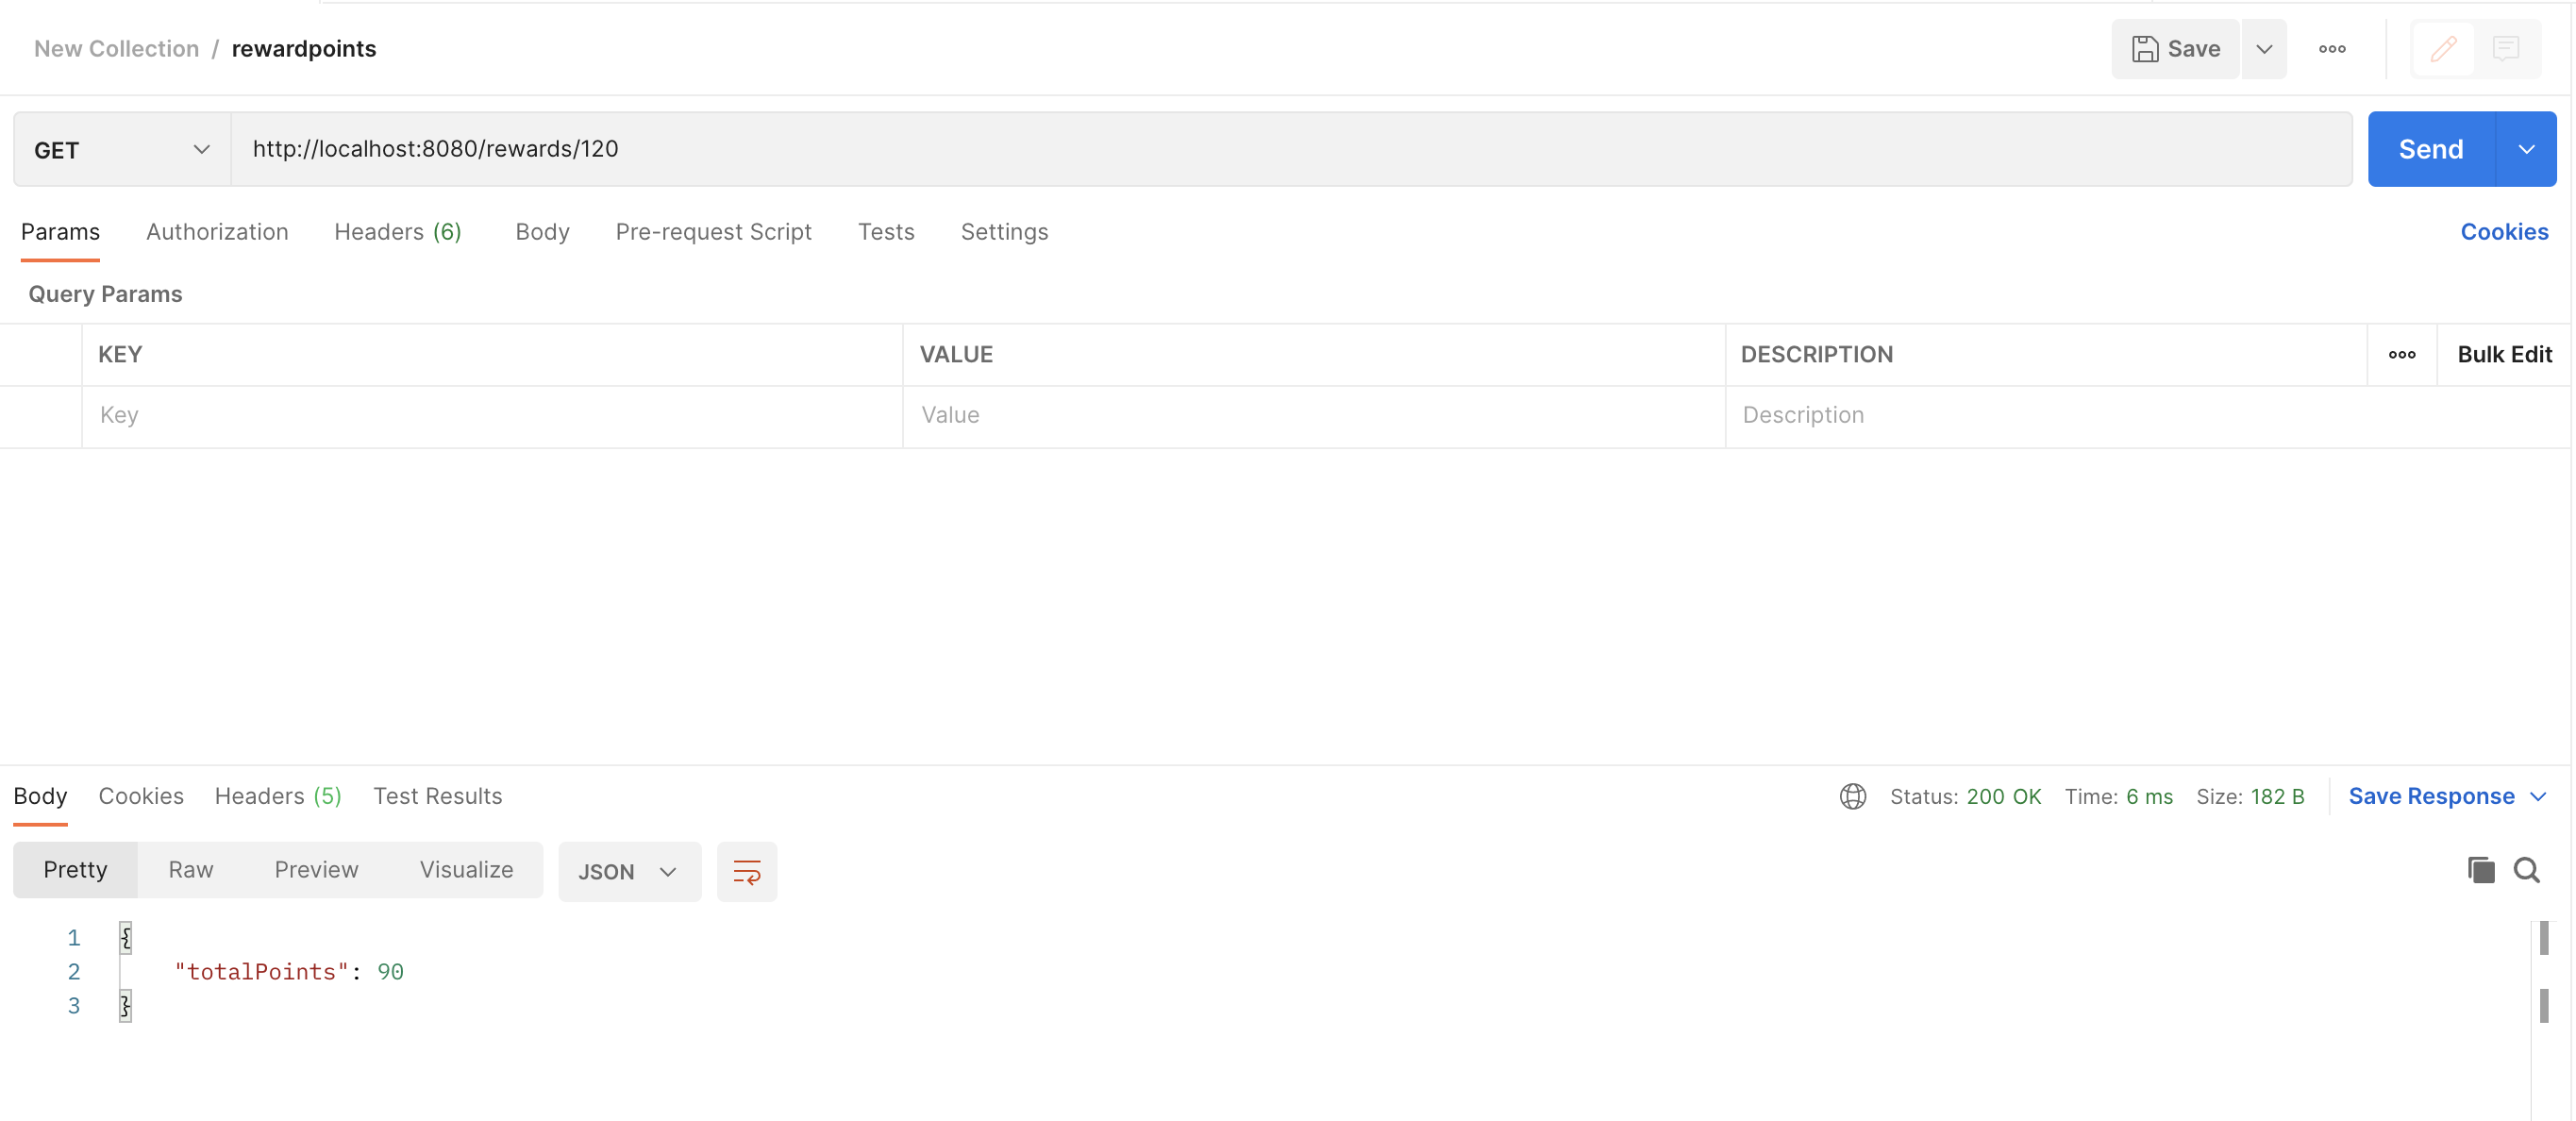 New Collection / rewardpoints
Save
GET http://localhost:8080/rewards/120 Send
Params Authorization Headers (6) Body Pre-request Script Tests Settings Cookies
Query Params
KEY VALUE DESCRIPTION Bulk Edit
Key Value Description
Body Cookies Headers (5) Test Results Status: 200 OK Time: 6 ms Size: 182 B Save Response
Pretty Raw Preview Visualize JSON
1 {
2 "totalPoints": 90
3 }